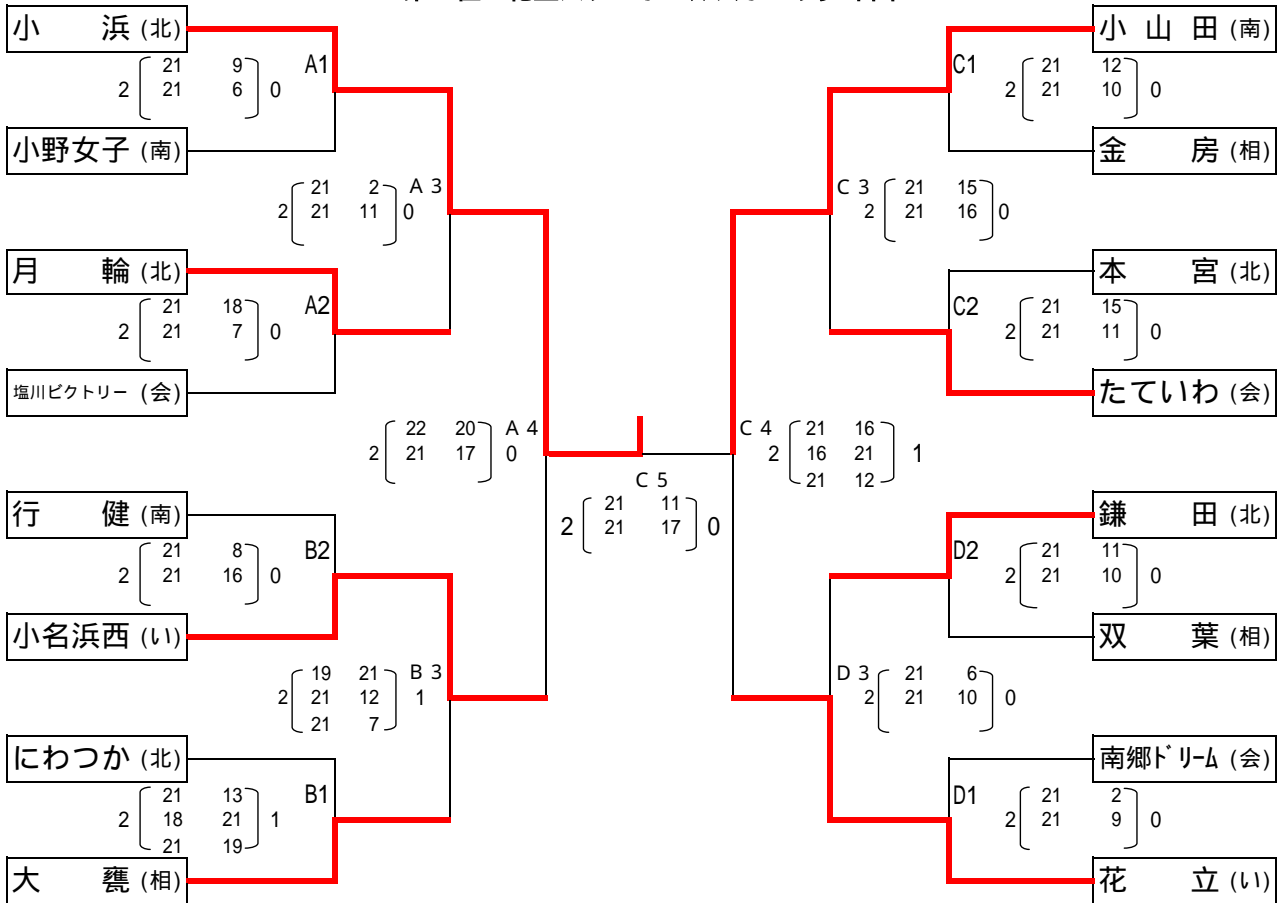 小 浜 (北)
A1
21 9
2 21 6 0
小野女子 (南)
21 2 A 3
2 21 11 0
月 輪 (北)
A2
21 18
2 21 7 0
塩川ビクトリー (会)
22 20 A 4
2 21 17 0
行 健 (南)
B2
21 8
2 21 16 0
小名浜西 (い)
19 21 B 3
2 21 12 1
21 7
にわつか (北)
B1
21 13
2 18 21 1
21 19
大 甕 (相)
C 5
21 11
2 21 17 0
小 山 田 (南)
C1
21 12
2 21 10 0
金 房 (相)
C 3 21 15
2 21 16 0
本 宮 (北)
C2
21 15
2 21 11 0
たていわ (会)
C 4 21 16
2 16 21 1
21 12
鎌 田 (北)
D2
21 11
2 21 10 0
双 葉 (相)
D 3 21 6
2 21 10 0
南郷ドリーム (会)
D1
21 2
2 21 9 0
花 立 (い)